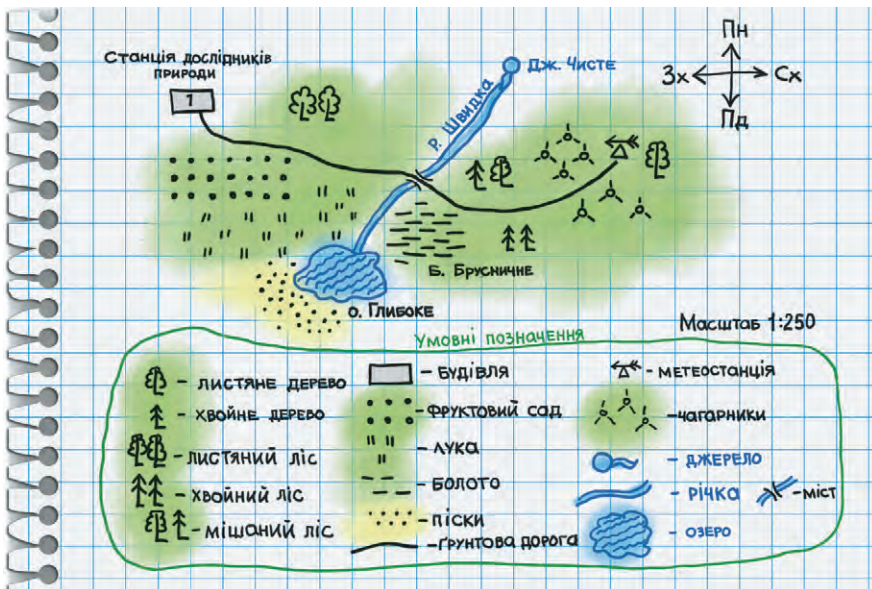 Станція дослідників
природи
1
Р. Швидка
Дж. Чисте
Пн
Зх
Сх
Пд
Б. Брусничне
о. Глибоке
Масштаб 1:250
Умовні позначення
- листяне дерево
- хвойне дерево
- листяний ліс
- хвойний ліс
- мішаний ліс
- будівля
- фруктовий сад
- лука
- болото
- піски
- ґрунтова дорога
- метеостанція
- чагарники
- джерело
- річка
- міст
- озеро